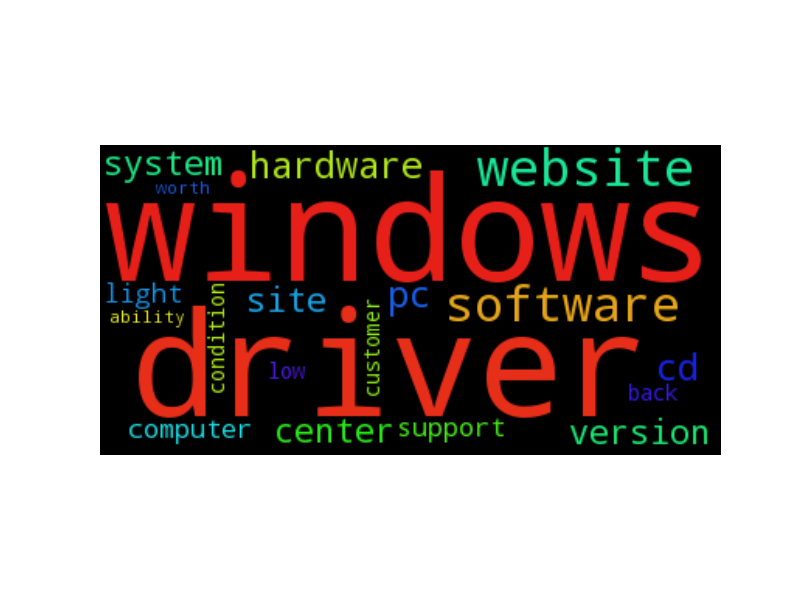 system hardware website
worth
windows
light condition site customer pc software
ability
driver
low cd
back
computer center support version